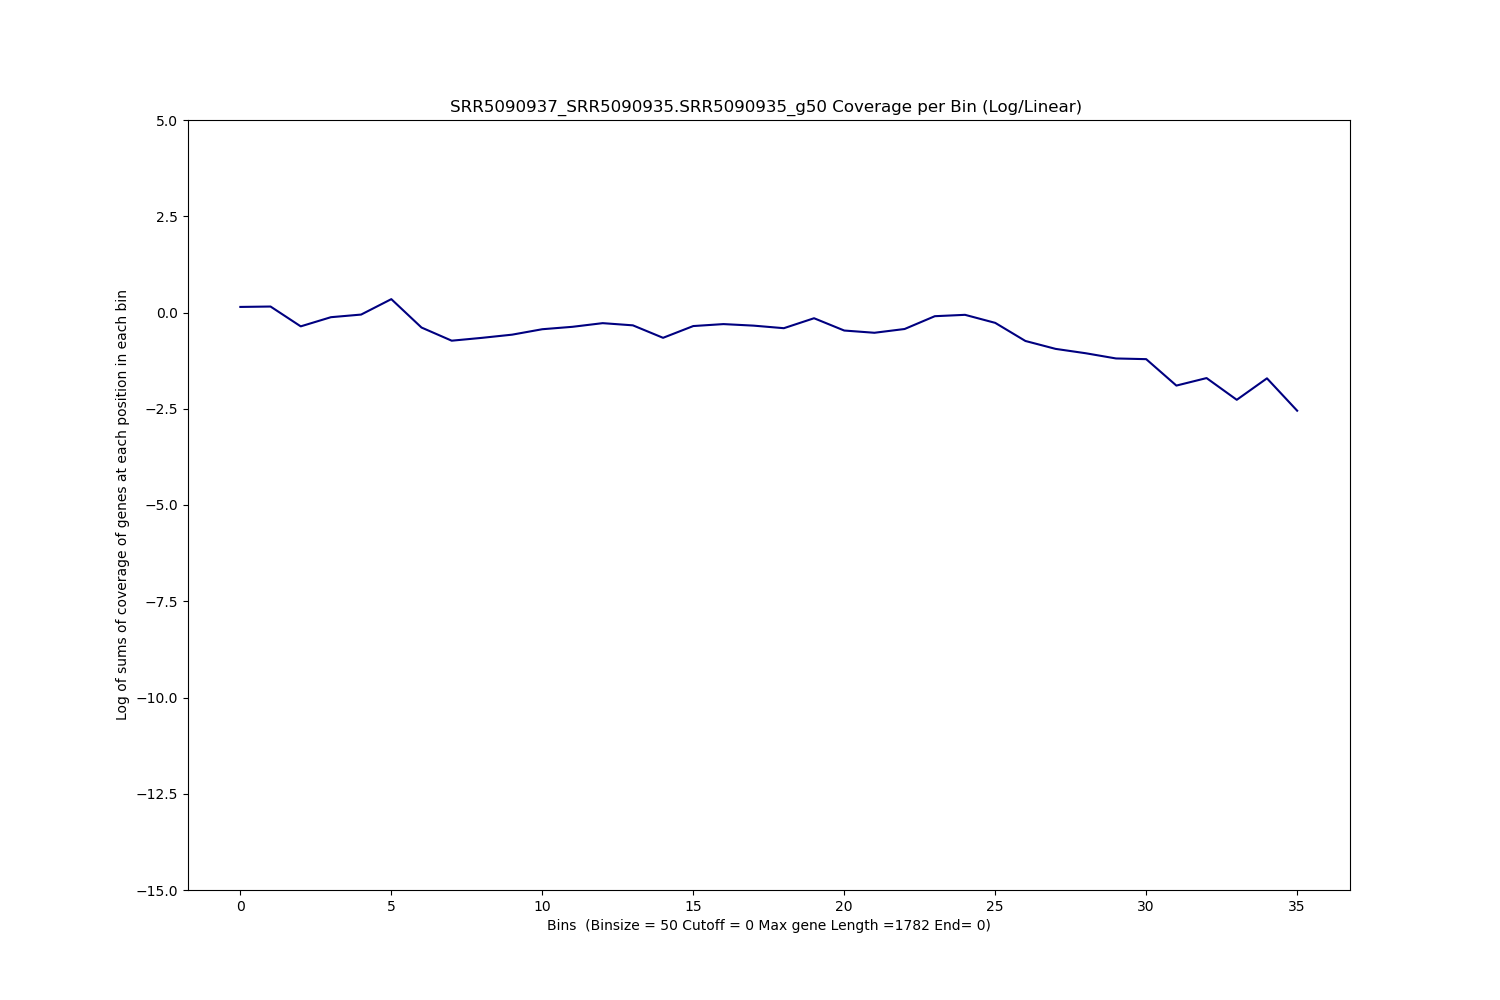 SRR5090937_SRR5090935.SRR5090935_g50 Coverage per Bin (Log/Linear)
5.0
2.5
0.0
−2.5
−5.0
−7.5
−10.0
−12.5
−15.0
Log of sums of coverage of genes at each position in each bin
0 5 10 15 20 25 30 35
Bins  (Binsize = 50 Cutoff = 0 Max gene Length =1782 End= 0)